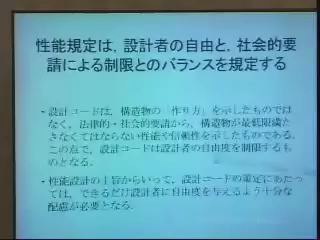 性能規定は，設計者の自由と，社会的要
請による制限とのバランスを規定する
・設計コードは、構造物の「作り方」を示したものでは
なく、法律的・社会的要請から、構造物が最低限満た
さなくてはならない性能や信頼性を示したものである。
この点で、設計コードは設計者の自由度を制限するも
のとなる。
・性能設計の主旨からいって、設計コードの策定にあたっ
ては、できるだけ設計者に自由度を与えるよう十分な
配慮が必要となる。